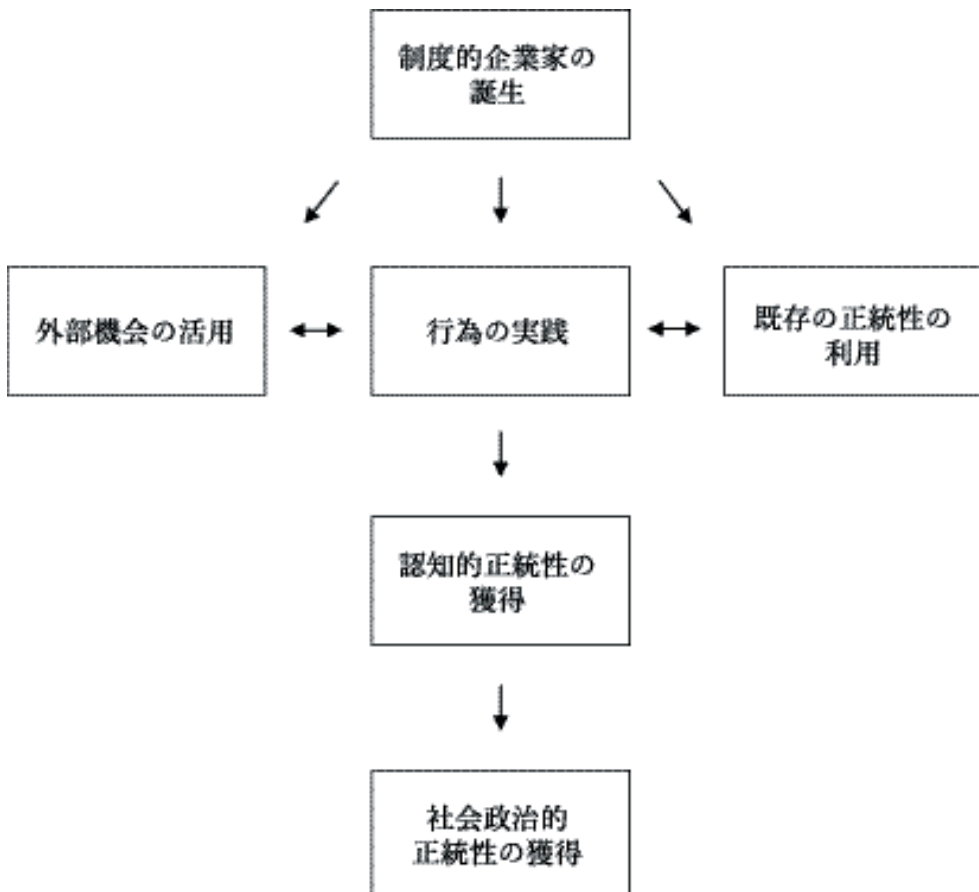 制度的企業家の
誕生
外部機会の活用
行為の実践
既存の正統性の
利用
認知的正統性の
獲得
社会政治的
正統性の獲得